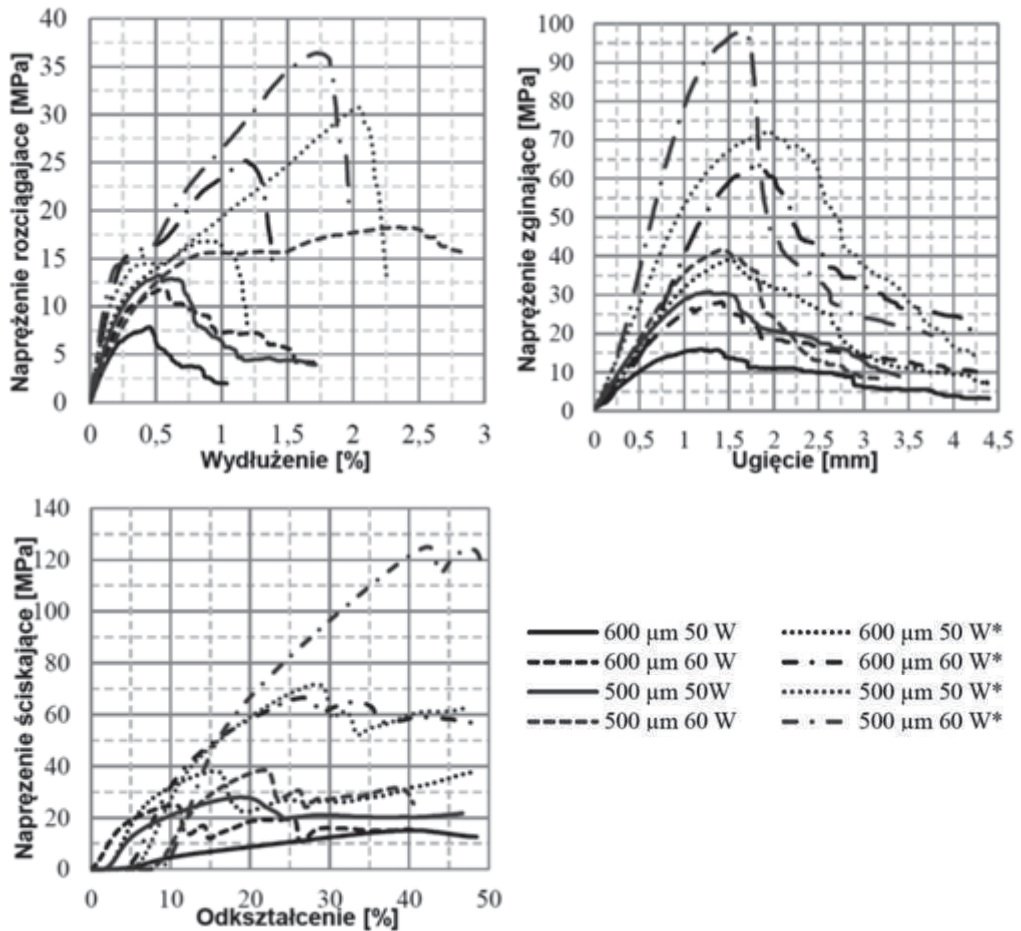 Naprężenie rozciągające [MPa]
40
35
30
25
20
15
10
5
0
0 0,5 1 1,5 2 2,5 3
Wydłużenie [%]
Naprężenie zginające [MPa]
100
90
80
70
60
50
40
30
20
10
0
0 0,5 1 1,5 2 2,5 3 3,5 4 4,5
Ugięcie [mm]
Napręzenie ściskające [MPa]
140
120
100
80
60
40
20
0
0 10 20 30 40 50
Odkształcenie [%]
600 µm 50 W
600 µm 60 W
500 µm 50W
500 µm 60 W
600 µm 50 W*
600 µm 60 W*
500 µm 50 W*
500 µm 60 W*